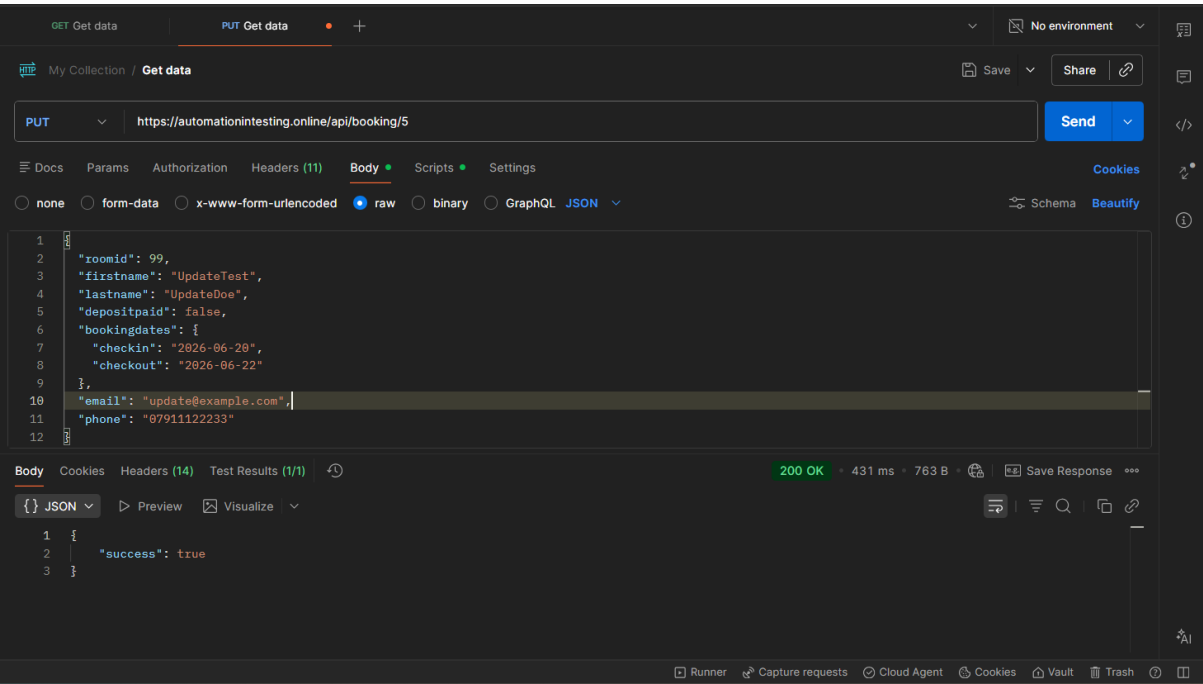 GET Get data PUT Get data No environment
HTTP My Collection / Get data Save Share
PUT https://automationintesting.online/api/booking/5 Send
Docs Params Authorization Headers (11) Body Scripts Settings Cookies
none form-data x-www-form-urlencoded raw binary GraphQL JSON Schema Beautify
1 {
2 "roomid": 99,
3 "firstname": "UpdateTest",
4 "lastname": "UpdateDoe",
5 "depositpaid": false,
6 "bookingdates": {
7 "checkin": "2026-06-20",
8 "checkout": "2026-06-22"
9 },
10 "email": "update@example.com",
11 "phone": "07911122233"
12 }
Body Cookies Headers (14) Test Results (1/1) 200 OK • 431 ms • 763 B • e.g. Save Response
{} JSON Preview Visualize
1 {
2 "success": true
3 }
AI
Runner Capture requests Cloud Agent Cookies Vault Trash